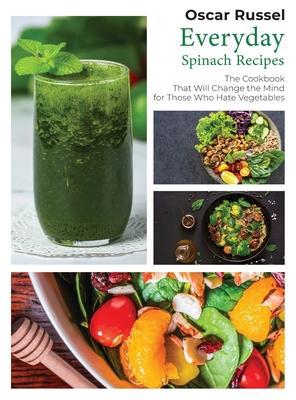 Oscar Russel
Everyday
Spinach Recipes
The Cookbook
That Will Change the Mind
for Those Who Hate Vegetables